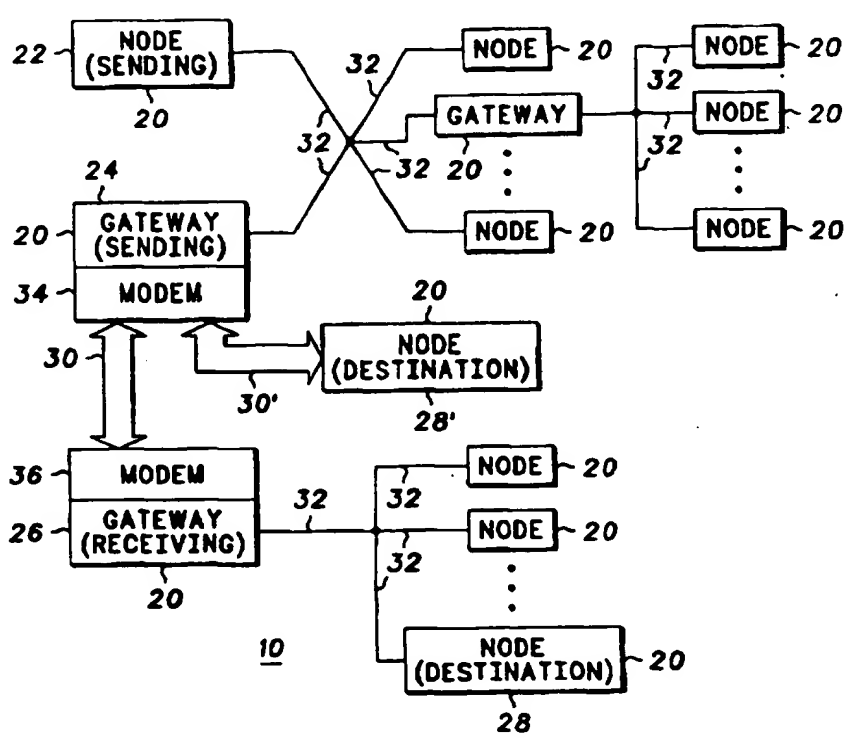 22 NODE (SENDING) 20
32
32
32
32
NODE 20
GATEWAY 20
NODE 20
32
32
32
NODE 20
NODE 20
NODE 20
24
20 GATEWAY (SENDING)
34 MODEM
30
30'
20
NODE (DESTINATION)
28'
36 MODEM
26 GATEWAY (RECEIVING)
20
32
32
32
NODE 20
NODE 20
NODE (DESTINATION) 20
28
10